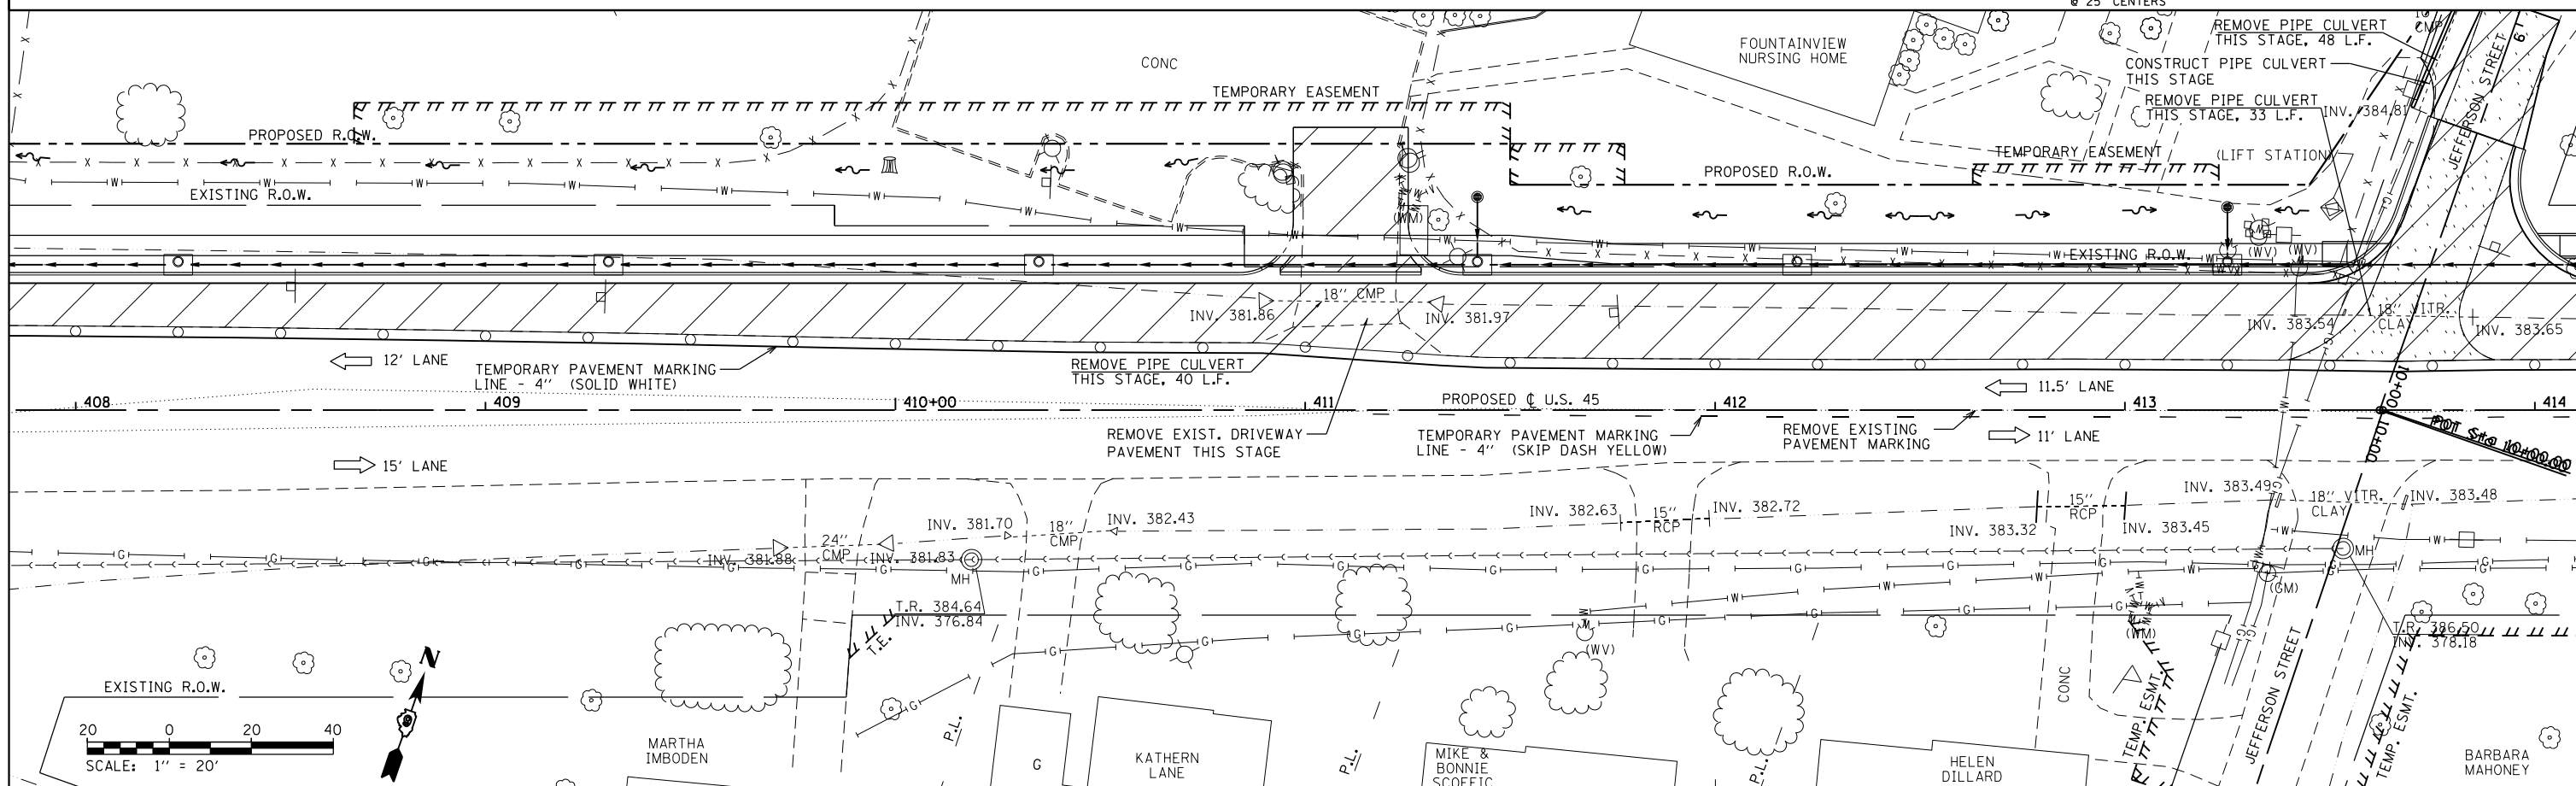 @ 25' CENTERS
REMOVE PIPE CULVERT
THIS STAGE, 48 L.F.
CONSTRUCT PIPE CULVERT
THIS STAGE
REMOVE PIPE CULVERT
THIS STAGE, 33 L.F.
INV. 384.81
CMP
JEFFERSON STREET
FOUNTAINVIEW
NURSING HOME
CONC
TEMPORARY EASEMENT
PROPOSED R.O.W.
TEMPORARY EASEMENT
(LIFT STATION)
PROPOSED R.O.W.
EXISTING R.O.W.
(WM)
EXISTING R.O.W.
(WV)
(WV)
18'' CMP
INV. 381.86
INV. 381.97
INV. 383.54
18'' VITR.
CLAY
INV. 383.65
12' LANE
TEMPORARY PAVEMENT MARKING
LINE - 4'' (SOLID WHITE)
REMOVE PIPE CULVERT
THIS STAGE, 40 L.F.
11.5' LANE
408
409
410+00
411
PROPOSED ℄ U.S. 45
412
413
414
10+00
10+00
POT Sta 10+00.00
REMOVE EXIST. DRIVEWAY
PAVEMENT THIS STAGE
TEMPORARY PAVEMENT MARKING
LINE - 4'' (SKIP DASH YELLOW)
REMOVE EXISTING
PAVEMENT MARKING
11' LANE
15' LANE
INV. 381.88
24''
CMP
INV. 381.83
INV. 381.70
18''
CMP
INV. 382.43
INV. 382.63
15''
RCP
INV. 382.72
INV. 383.32
15''
RCP
INV. 383.45
INV. 383.49
18'' VITR.
CLAY
INV. 383.48
MH
MH
T.R. 384.64
INV. 376.84
T.E.
(WV)
(WM)
(GM)
T.R. 386.50
INV. 378.18
EXISTING R.O.W.
N
20 0 20 40
SCALE: 1'' = 20'
MARTHA
IMBODEN
P.L.
G
KATHERN
LANE
P.L.
MIKE &
BONNIE
SCOFFIC
P.L.
HELEN
DILLARD
CONC
TEMP. ESMT.
JEFFERSON STREET
TEMP. ESMT.
BARBARA
MAHONEY